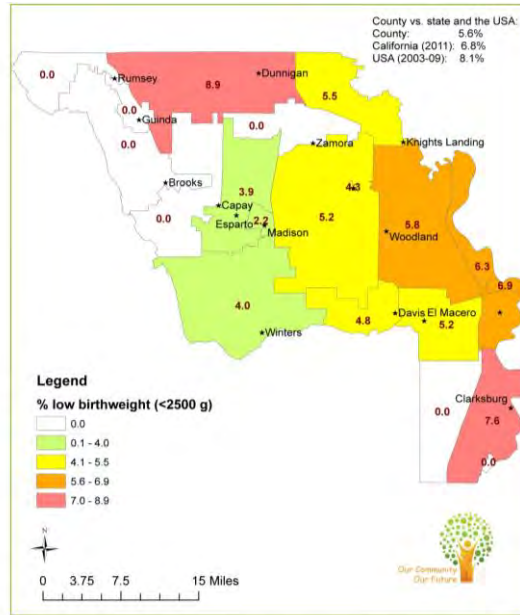 County vs. state and the USA:
County: 5.6%
California (2011): 6.8%
USA (2003-09): 8.1%
0.0
Rumsey
8.9
Dunnigan
5.5
0.0
Guinda
0.0
0.0
Zamora
Knights Landing
Brooks
3.9
4.3
Capay
0.0
Esparto
2.2
Madison
5.2
5.8
Woodland
6.3
6.9
4.0
4.8
Davis
El Macero
5.2
Winters
Legend
% low birthweight (<2500 g)
0.0
0.1 - 4.0
4.1 - 5.5
5.6 - 6.9
7.0 - 8.9
0.0
Clarksburg
7.6
0.0
N
0 3.75 7.5 15 Miles
Our Community
Our Future